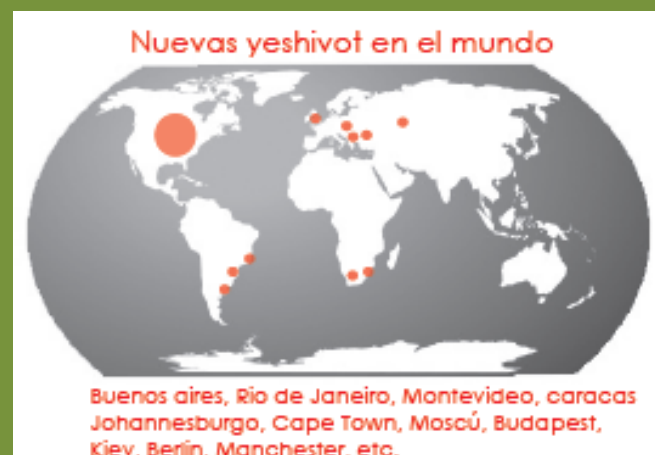 Nuevas yeshivot en el mundo
Buenos aires, Rio de Janeiro, Montevideo, caracas
Johannesburgo, Cape Town, Moscú, Budapest,
Kiev, Berlín, Manchester, etc.